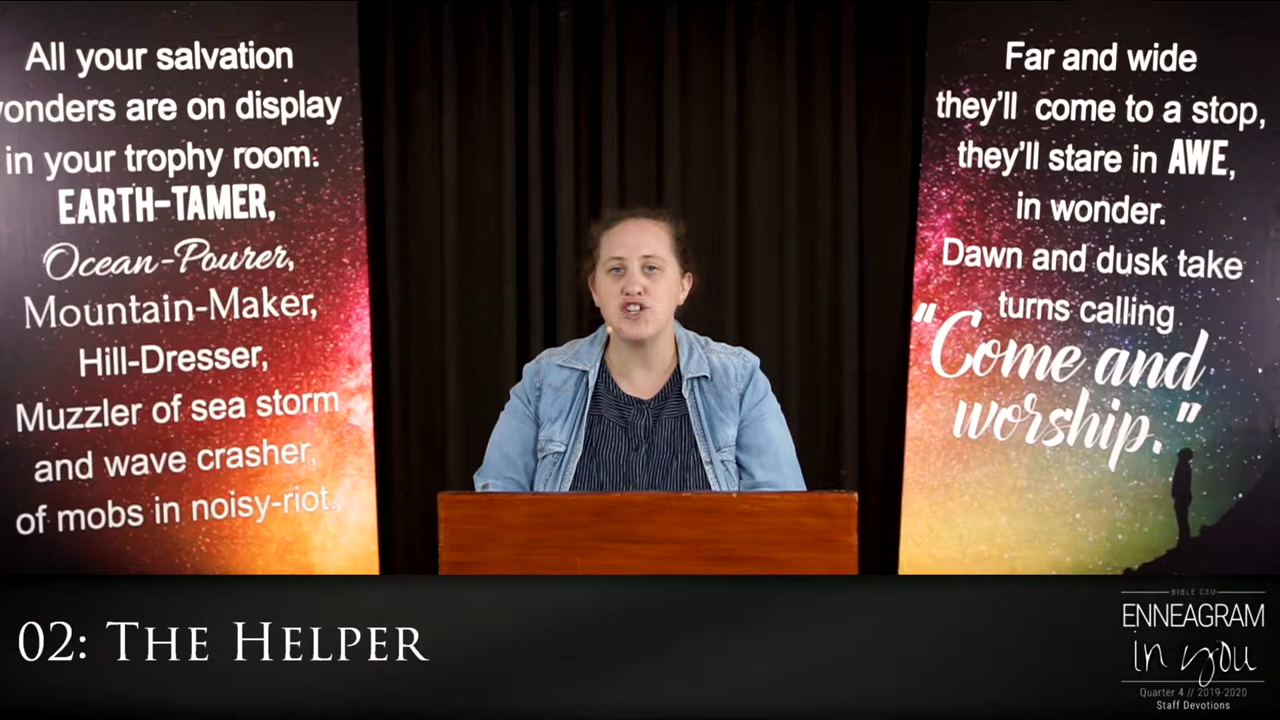 All your salvation
wonders are on display
in your trophy room.
EARTH-TAMER,
Ocean-Pourer,
Mountain-Maker,
Hill-Dresser,
Muzzler of sea storm
and wave crasher,
of mobs in noisy-riot.
Far and wide
they'll come to a stop,
they'll stare in AWE,
in wonder.
Dawn and dusk take
turns calling
"Come and
worship."
02: THE HELPER
BIBLE CEU
ENNEAGRAM
in you
Quarter 4 // 2019-2020
Staff Devotions